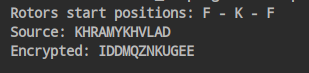 Rotors start positions: F - K - F
Source: KHRAMYKHVLAD
Encrypted: IDDMQZNKUGEE